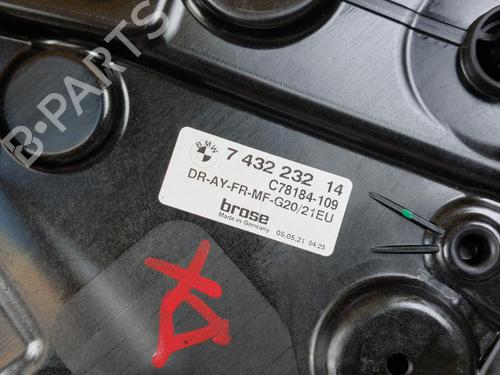 B-PARTS
BMW
7 432 232 14
C78184-109
DR-AY-FR-MF-G20/21EU
brose
Made in Germany
05.05.21 04:25